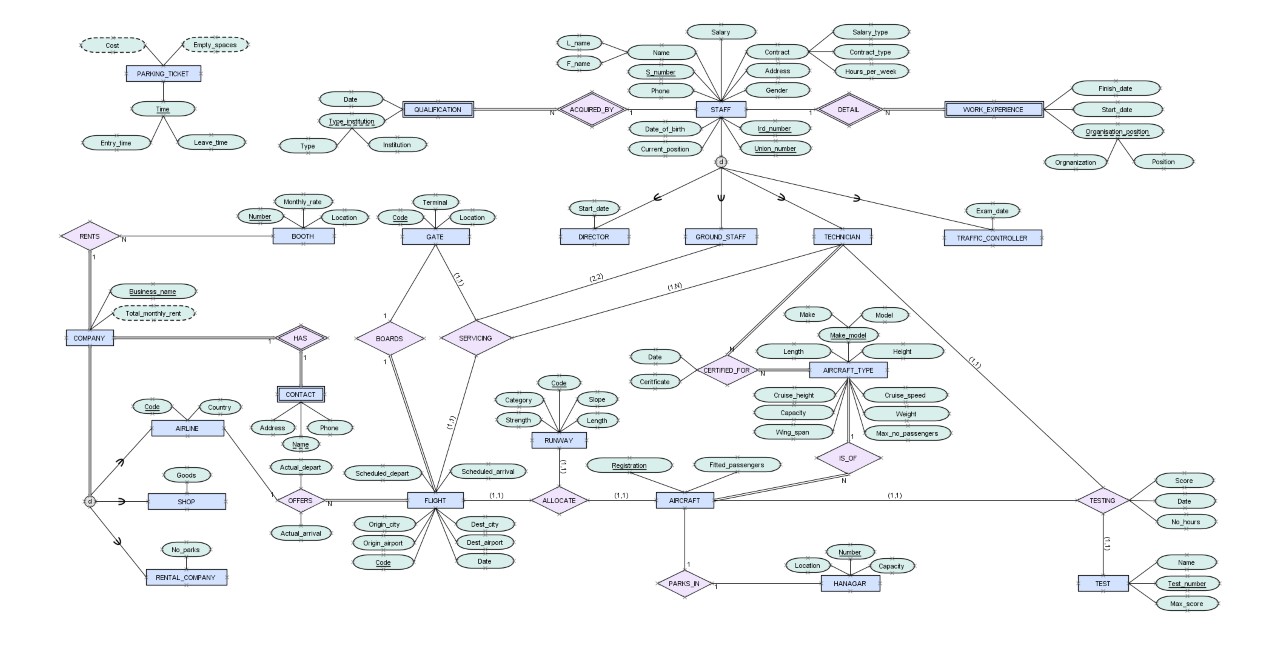 Cost
Empty_spaces
PARKING_TICKET
Time
Entry_time
Leave_time
Salary
L_name
F_name
Name
S_number
Phone
Contract
Address
Gender
Salary_type
Contract_type
Hours_per_week
Date
Type_institution
Type
Institution
QUALIFICATION
N
ACQUIRED_BY
1
STAFF
1
DETAIL
N
WORK_EXPERIENCE
Finish_date
Start_date
Organisation_position
Orgnanization
Position
Date_of_birth
Current_position
Ird_number
Union_number
d
Start_date
DIRECTOR
GROUND_STAFF
TECHNICIAN
Exam_date
TRAFFIC_CONTROLLER
RENTS
N
1
Monthly_rate
Number
Location
BOOTH
Terminal
Code
Location
GATE
Business_name
Total_monthly_rent
COMPANY
1
HAS
1
CONTACT
Address
Phone
Name
(1,1)
(2,2)
(1,N)
1
BOARDS
1
SERVICING
(1,1)
Make
Model
Make_model
Length
Height
Date
Ceritficate
N
CERTIFIED_FOR
N
AIRCRAFT_TYPE
Cruise_height
Capacity
Wing_span
Cruise_speed
Weight
Max_no_passengers
1
IS_OF
N
(1,1)
Code
Category
Slope
Strength
Length
RUNWAY
(1,1)
Code
Country
AIRLINE
Goods
SHOP
d
No_parks
RENTAL_COMPANY
Actual_depart
1
OFFERS
N
Actual_arrival
Scheduled_depart
Scheduled_arrival
FLIGHT
Origin_city
Origin_airport
Code
Dest_city
Dest_airport
Date
(1,1)
ALLOCATE
(1,1)
Registration
Fitted_passengers
AIRCRAFT
(1,1)
TESTING
Score
Date
No_hours
(1,1)
1
PARKS_IN
1
Number
Location
Capacity
HANAGAR
TEST
Name
Test_number
Max_score